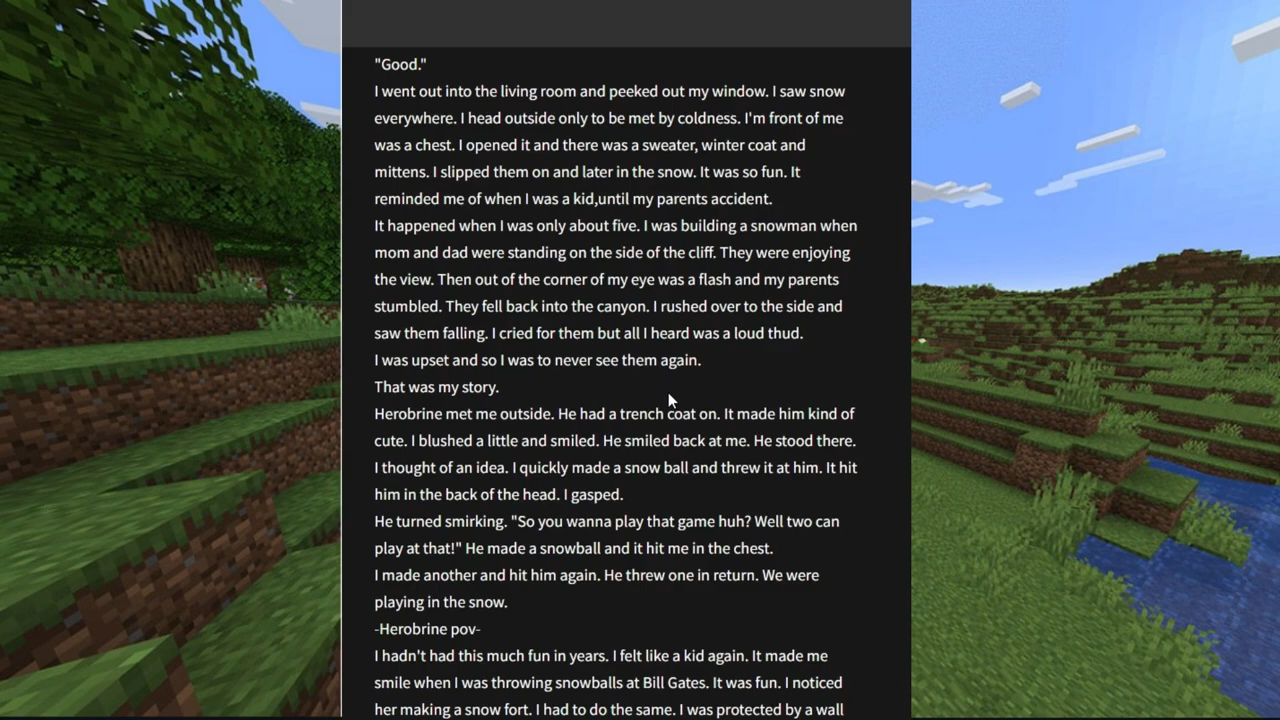 "Good."
I went out into the living room and peeked out my window. I saw snow
everywhere. I head outside only to be met by coldness. I'm front of me
was a chest. I opened it and there was a sweater, winter coat and
mittens. I slipped them on and later in the snow. It was so fun. It
reminded me of when I was a kid,until my parents accident.
It happened when I was only about five. I was building a snowman when
mom and dad were standing on the side of the cliff. They were enjoying
the view. Then out of the corner of my eye was a flash and my parents
stumbled. They fell back into the canyon. I rushed over to the side and
saw them falling. I cried for them but all I heard was a loud thud.
I was upset and so I was to never see them again.
That was my story.
Herobrine met me outside. He had a trench coat on. It made him kind of
cute. I blushed a little and smiled. He smiled back at me. He stood there.
I thought of an idea. I quickly made a snow ball and threw it at him. It hit
him in the back of the head. I gasped.
He turned smirking. "So you wanna play that game huh? Well two can
play at that!" He made a snowball and it hit me in the chest.
I made another and hit him again. He threw one in return. We were
playing in the snow.
-Herobrine pov-
I hadn't had this much fun in years. I felt like a kid again. It made me
smile when I was throwing snowballs at Bill Gates. It was fun. I noticed
her making a snow fort. I had to do the same. I was protected by a wall